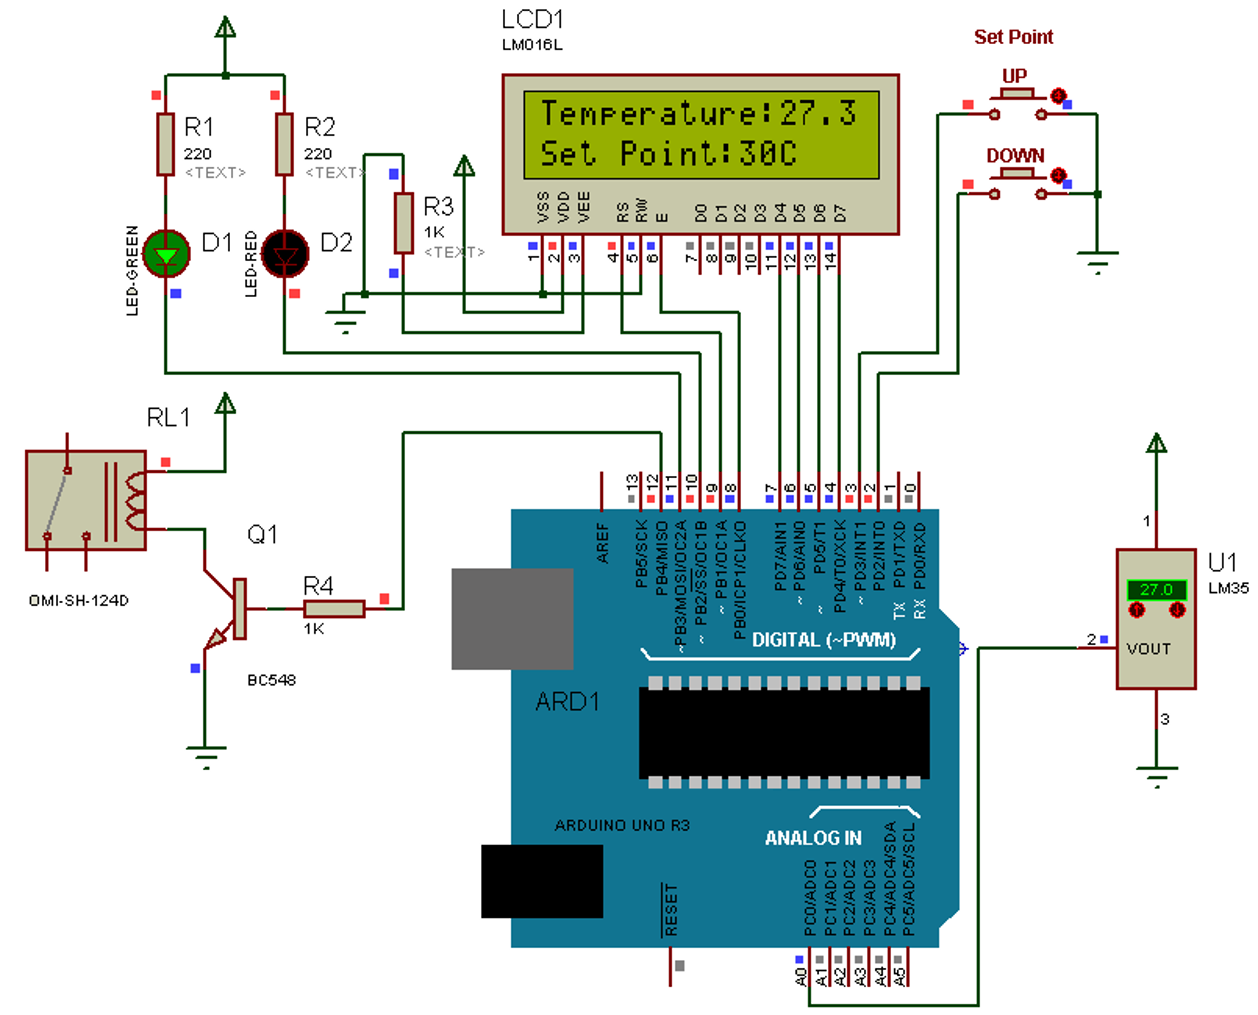 LCD1
LM016L
Temperature:27.3
Set Point:30C
VSS
VDD
VEE
RS
RW
E
D0
D1
D2
D3
D4
D5
D6
D7
1
2
3
4
5
6
7
8
9
10
11
12
13
14
Set Point
UP
DOWN
R1
220
<TEXT>
R2
220
<TEXT>
R3
1K
<TEXT>
D1
LED-GREEN
D2
LED-RED
RL1
OMI-SH-124D
Q1
BC548
R4
1K
13
12
11
10
9
8
7
6
5
4
3
2
1
0
AREF
PB5/SCK
PB4/MISO
~PB3/MOSI/OC2A
~ PB2/SS/OC1B
~ PB1/OC1A
PB0/ICP1/CLKO
PD7/AIN1
~ PD6/AIN0
~ PD5/T1
PD4/T0/XCK
~ PD3/INT1
PD2/INT0
TX PD1/TXD
RX PD0/RXD
DIGITAL (~PWM)
ARD1
ARDUINO UNO R3
ANALOG IN
RESET
PC0/ADC0
PC1/ADC1
PC2/ADC2
PC3/ADC3
PC4/ADC4/SDA
PC5/ADC5/SCL
A0
A1
A2
A3
A4
A5
1
U1
LM35
27.0
2
VOUT
3